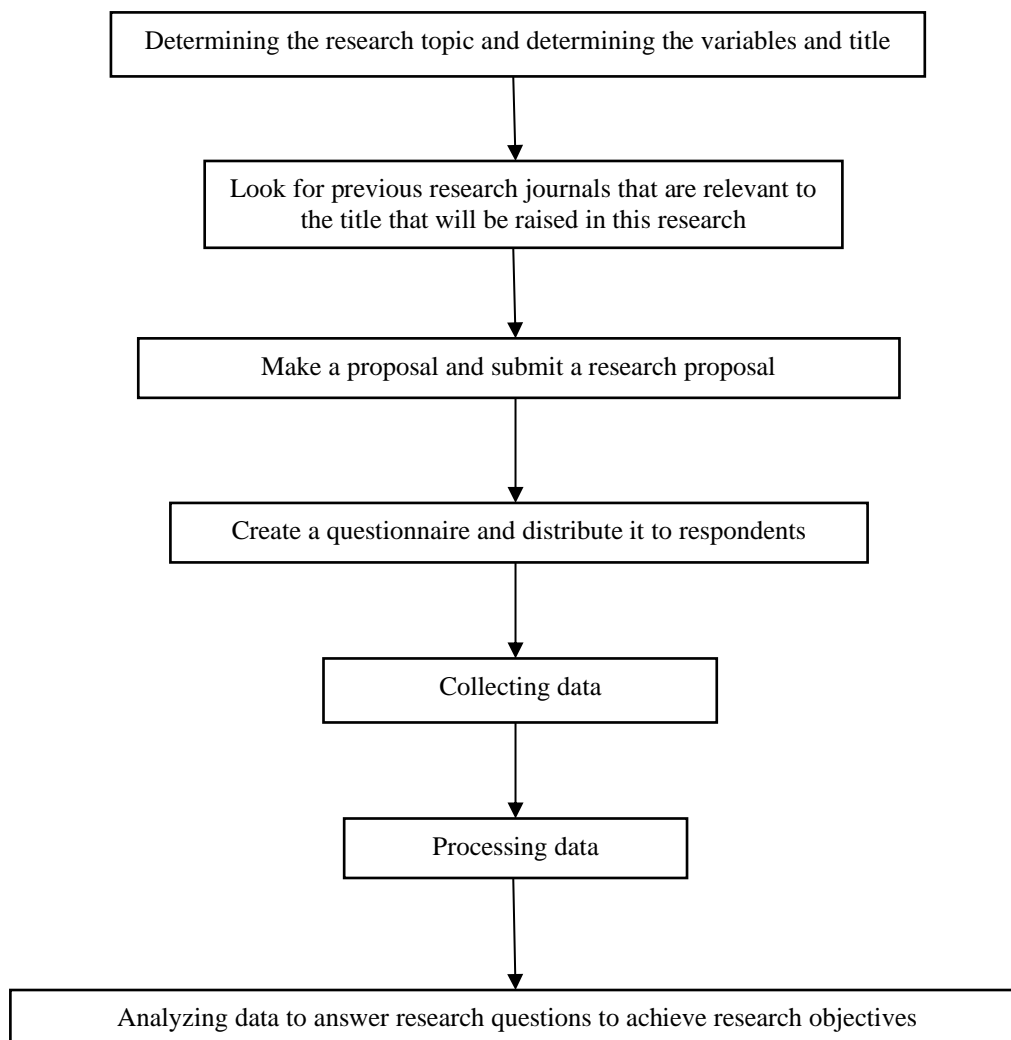 Determining the research topic and determining the variables and title
Look for previous research journals that are relevant to
the title that will be raised in this research
Make a proposal and submit a research proposal
Create a questionnaire and distribute it to respondents
Collecting data
Processing data
Analyzing data to answer research questions to achieve research objectives